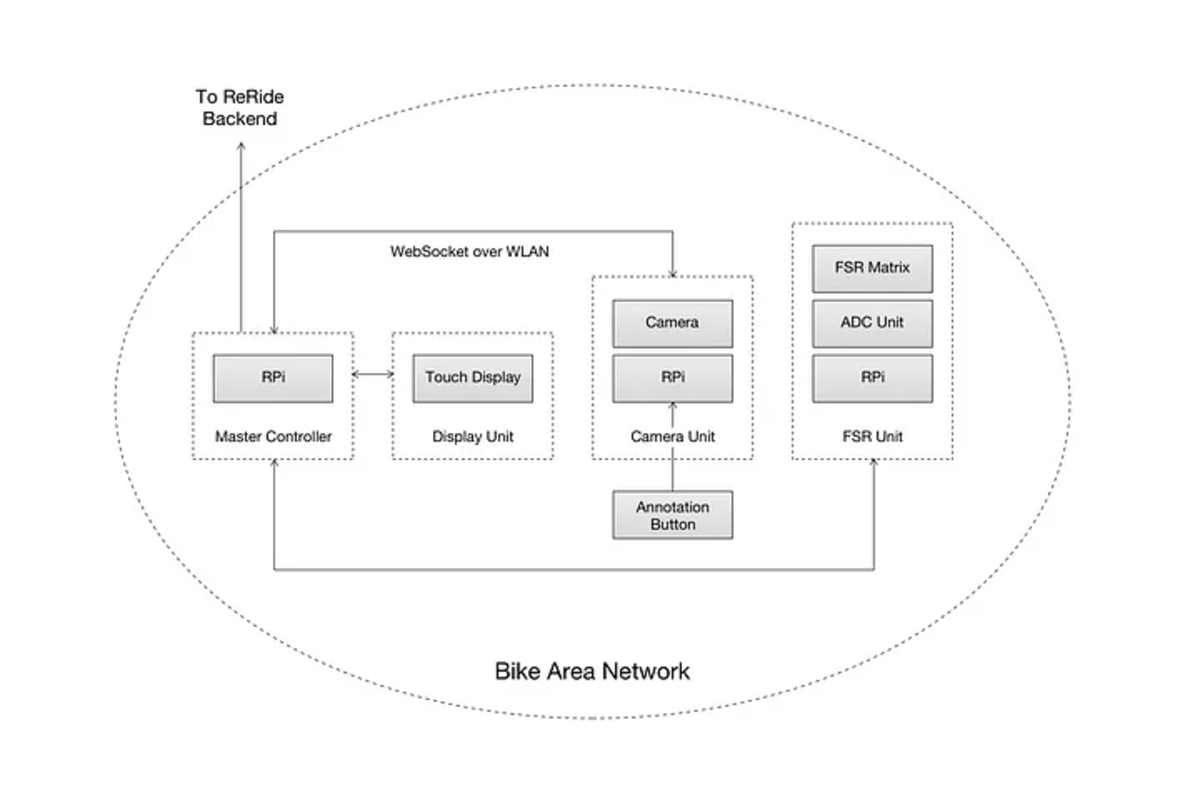 To ReRide
Backend
WebSocket over WLAN
FSR Matrix
Camera
ADC Unit
RPi
Touch Display
RPi
RPi
Master Controller
Display Unit
Camera Unit
FSR Unit
Annotation
Button
Bike Area Network